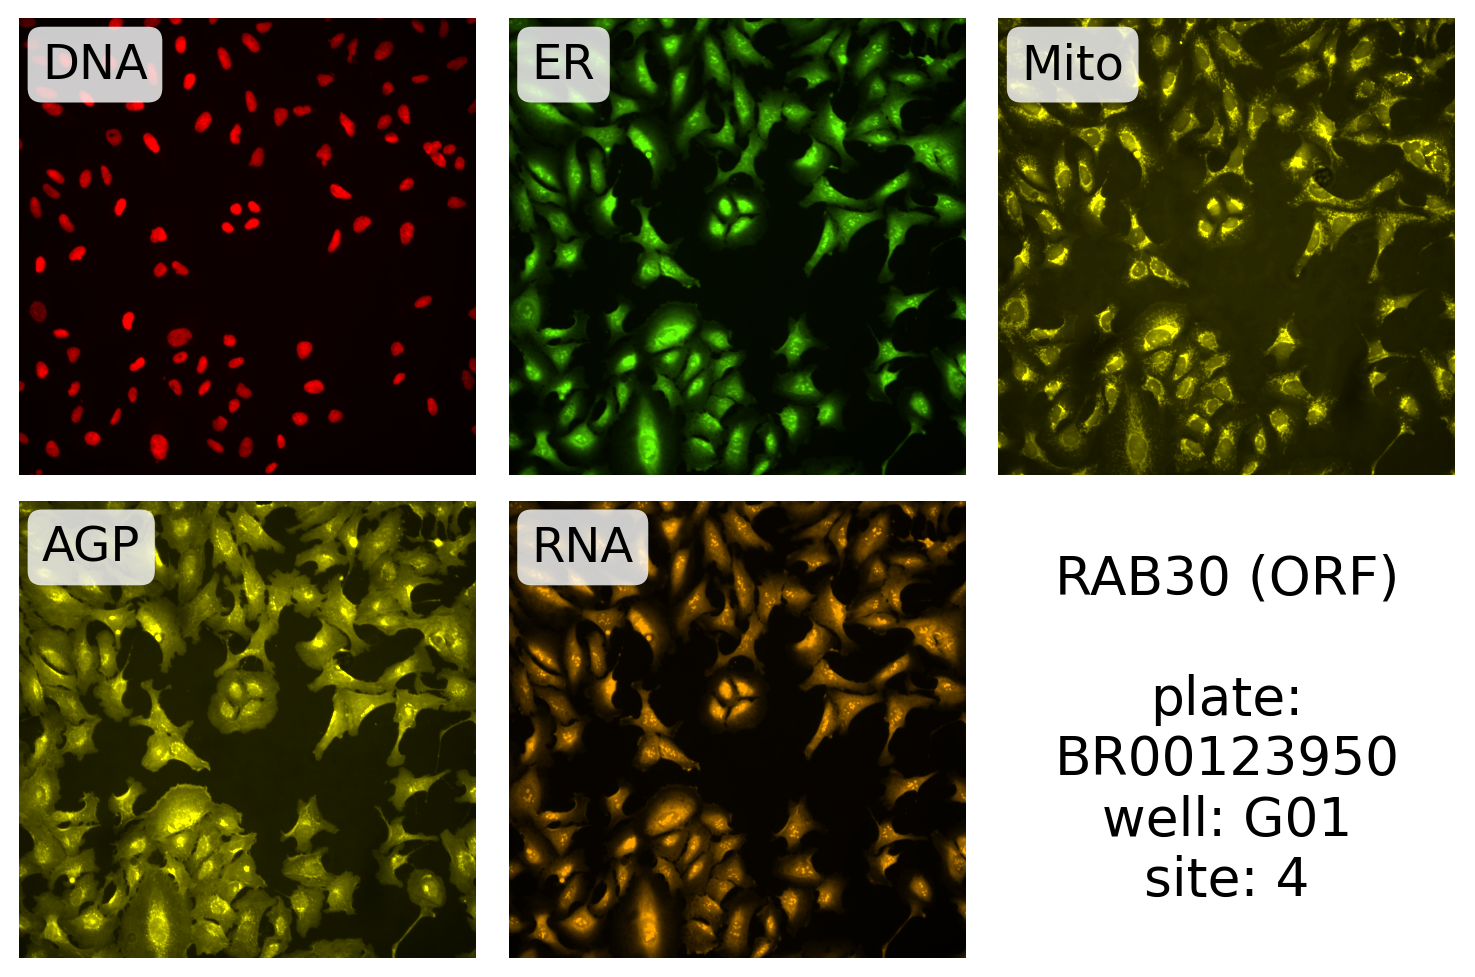 DNA
ER
Mito
AGP
RNA
RAB30 (ORF)
plate:
BR00123950
well: G01
site: 4